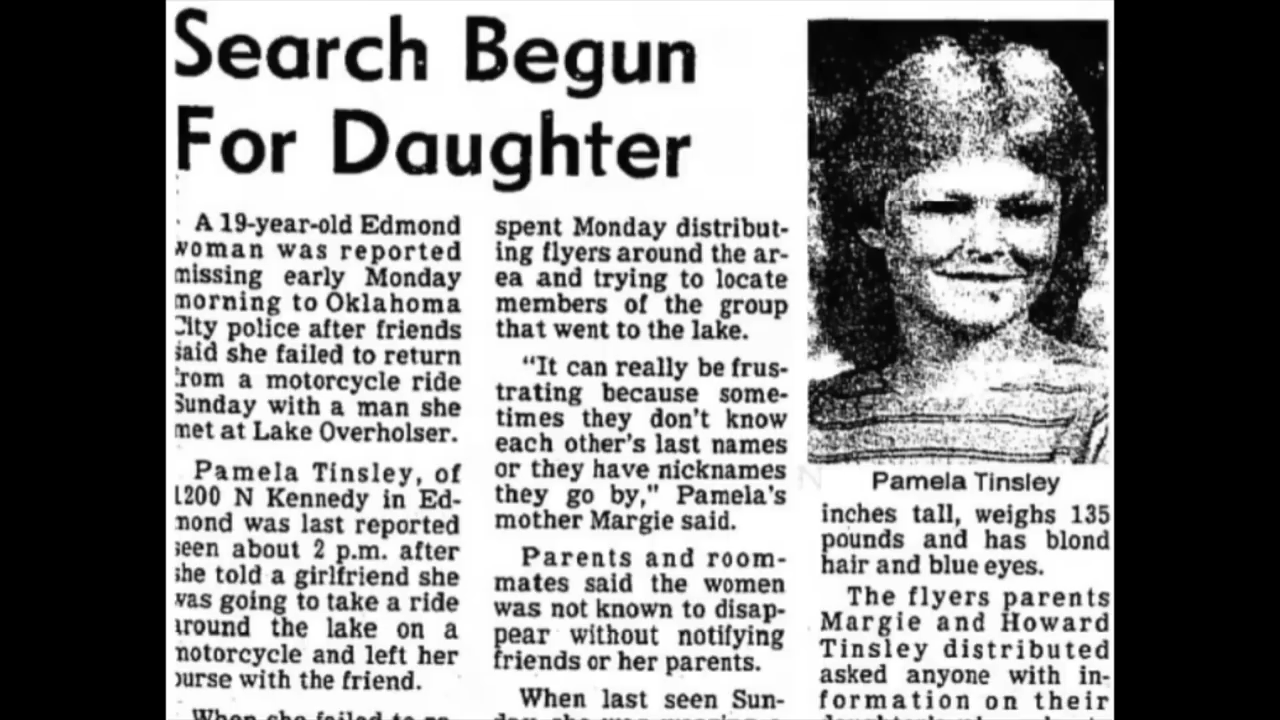 Search Begun
For Daughter
A 19-year-old Edmond
woman was reported
missing early Monday
morning to Oklahoma
City police after friends
said she failed to return
from a motorcycle ride
Sunday with a man she
met at Lake Overholser.
Pamela Tinsley, of
1200 N Kennedy in Ed-
mond was last reported
seen about 2 p.m. after
she told a girlfriend she
was going to take a ride
around the lake on a
motorcycle and left her
purse with the friend.
When she failed to re-
spent Monday distribut-
ing flyers around the ar-
ea and trying to locate
members of the group
that went to the lake.
"It can really be frus-
trating because some-
times they don't know
each other's last names
or they have nicknames
they go by," Pamela's
mother Margie said.
Parents and room-
mates said the women
was not known to disap-
pear without notifying
friends or her parents.
When last seen Sun-
day, she was wearing a
Pamela Tinsley
inches tall, weighs 135
pounds and has blond
hair and blue eyes.
The flyers parents
Margie and Howard
Tinsley distributed
asked anyone with in-
formation on their